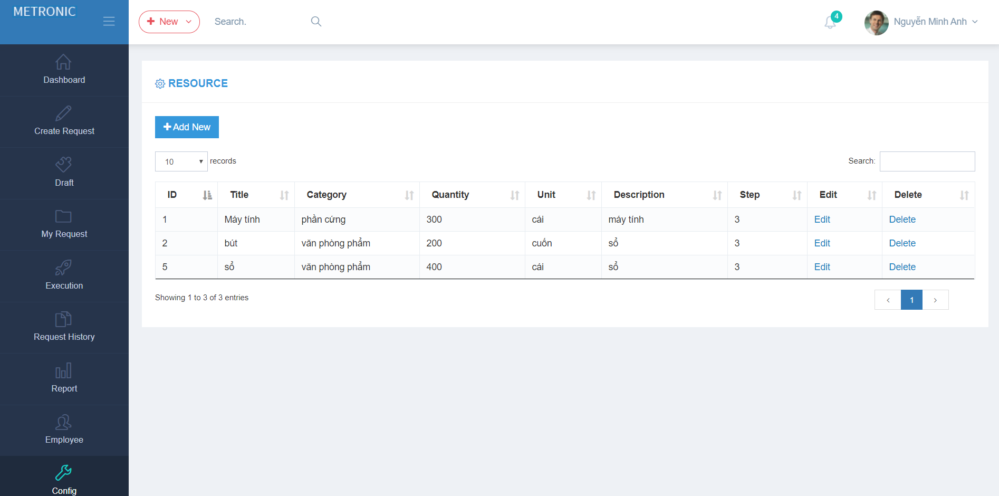 METRONIC
New
Search.
4
Nguyễn Minh Anh
Dashboard
Create Request
Draft
My Request
Execution
Request History
Report
Employee
Config
RESOURCE
Add New
10 records
Search:
ID Title Category Quantity Unit Description Step Edit Delete
1 Máy tính phần cứng 300 cái máy tính 3 Edit Delete
2 bút văn phòng phẩm 200 cuốn sổ 3 Edit Delete
5 sổ văn phòng phẩm 400 cái sổ 3 Edit Delete
Showing 1 to 3 of 3 entries
‹ 1 ›